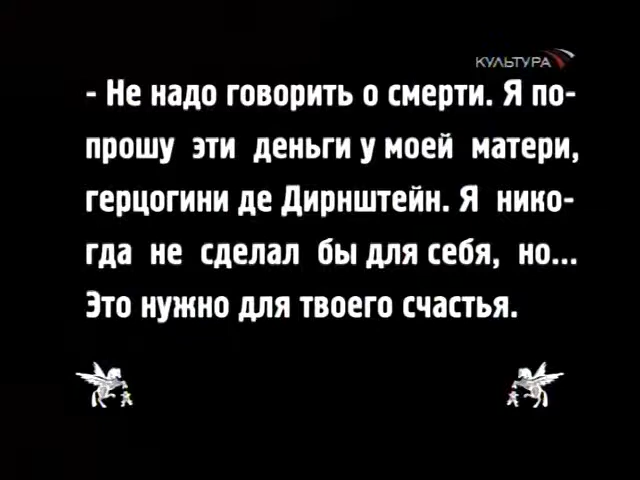 КУЛЬТУРА
- Не надо говорить о смерти. Я по-
прошу эти деньги у моей матери,
герцогини де Дирнштейн. Я нико-
гда не сделал бы для себя, но...
Это нужно для твоего счастья.